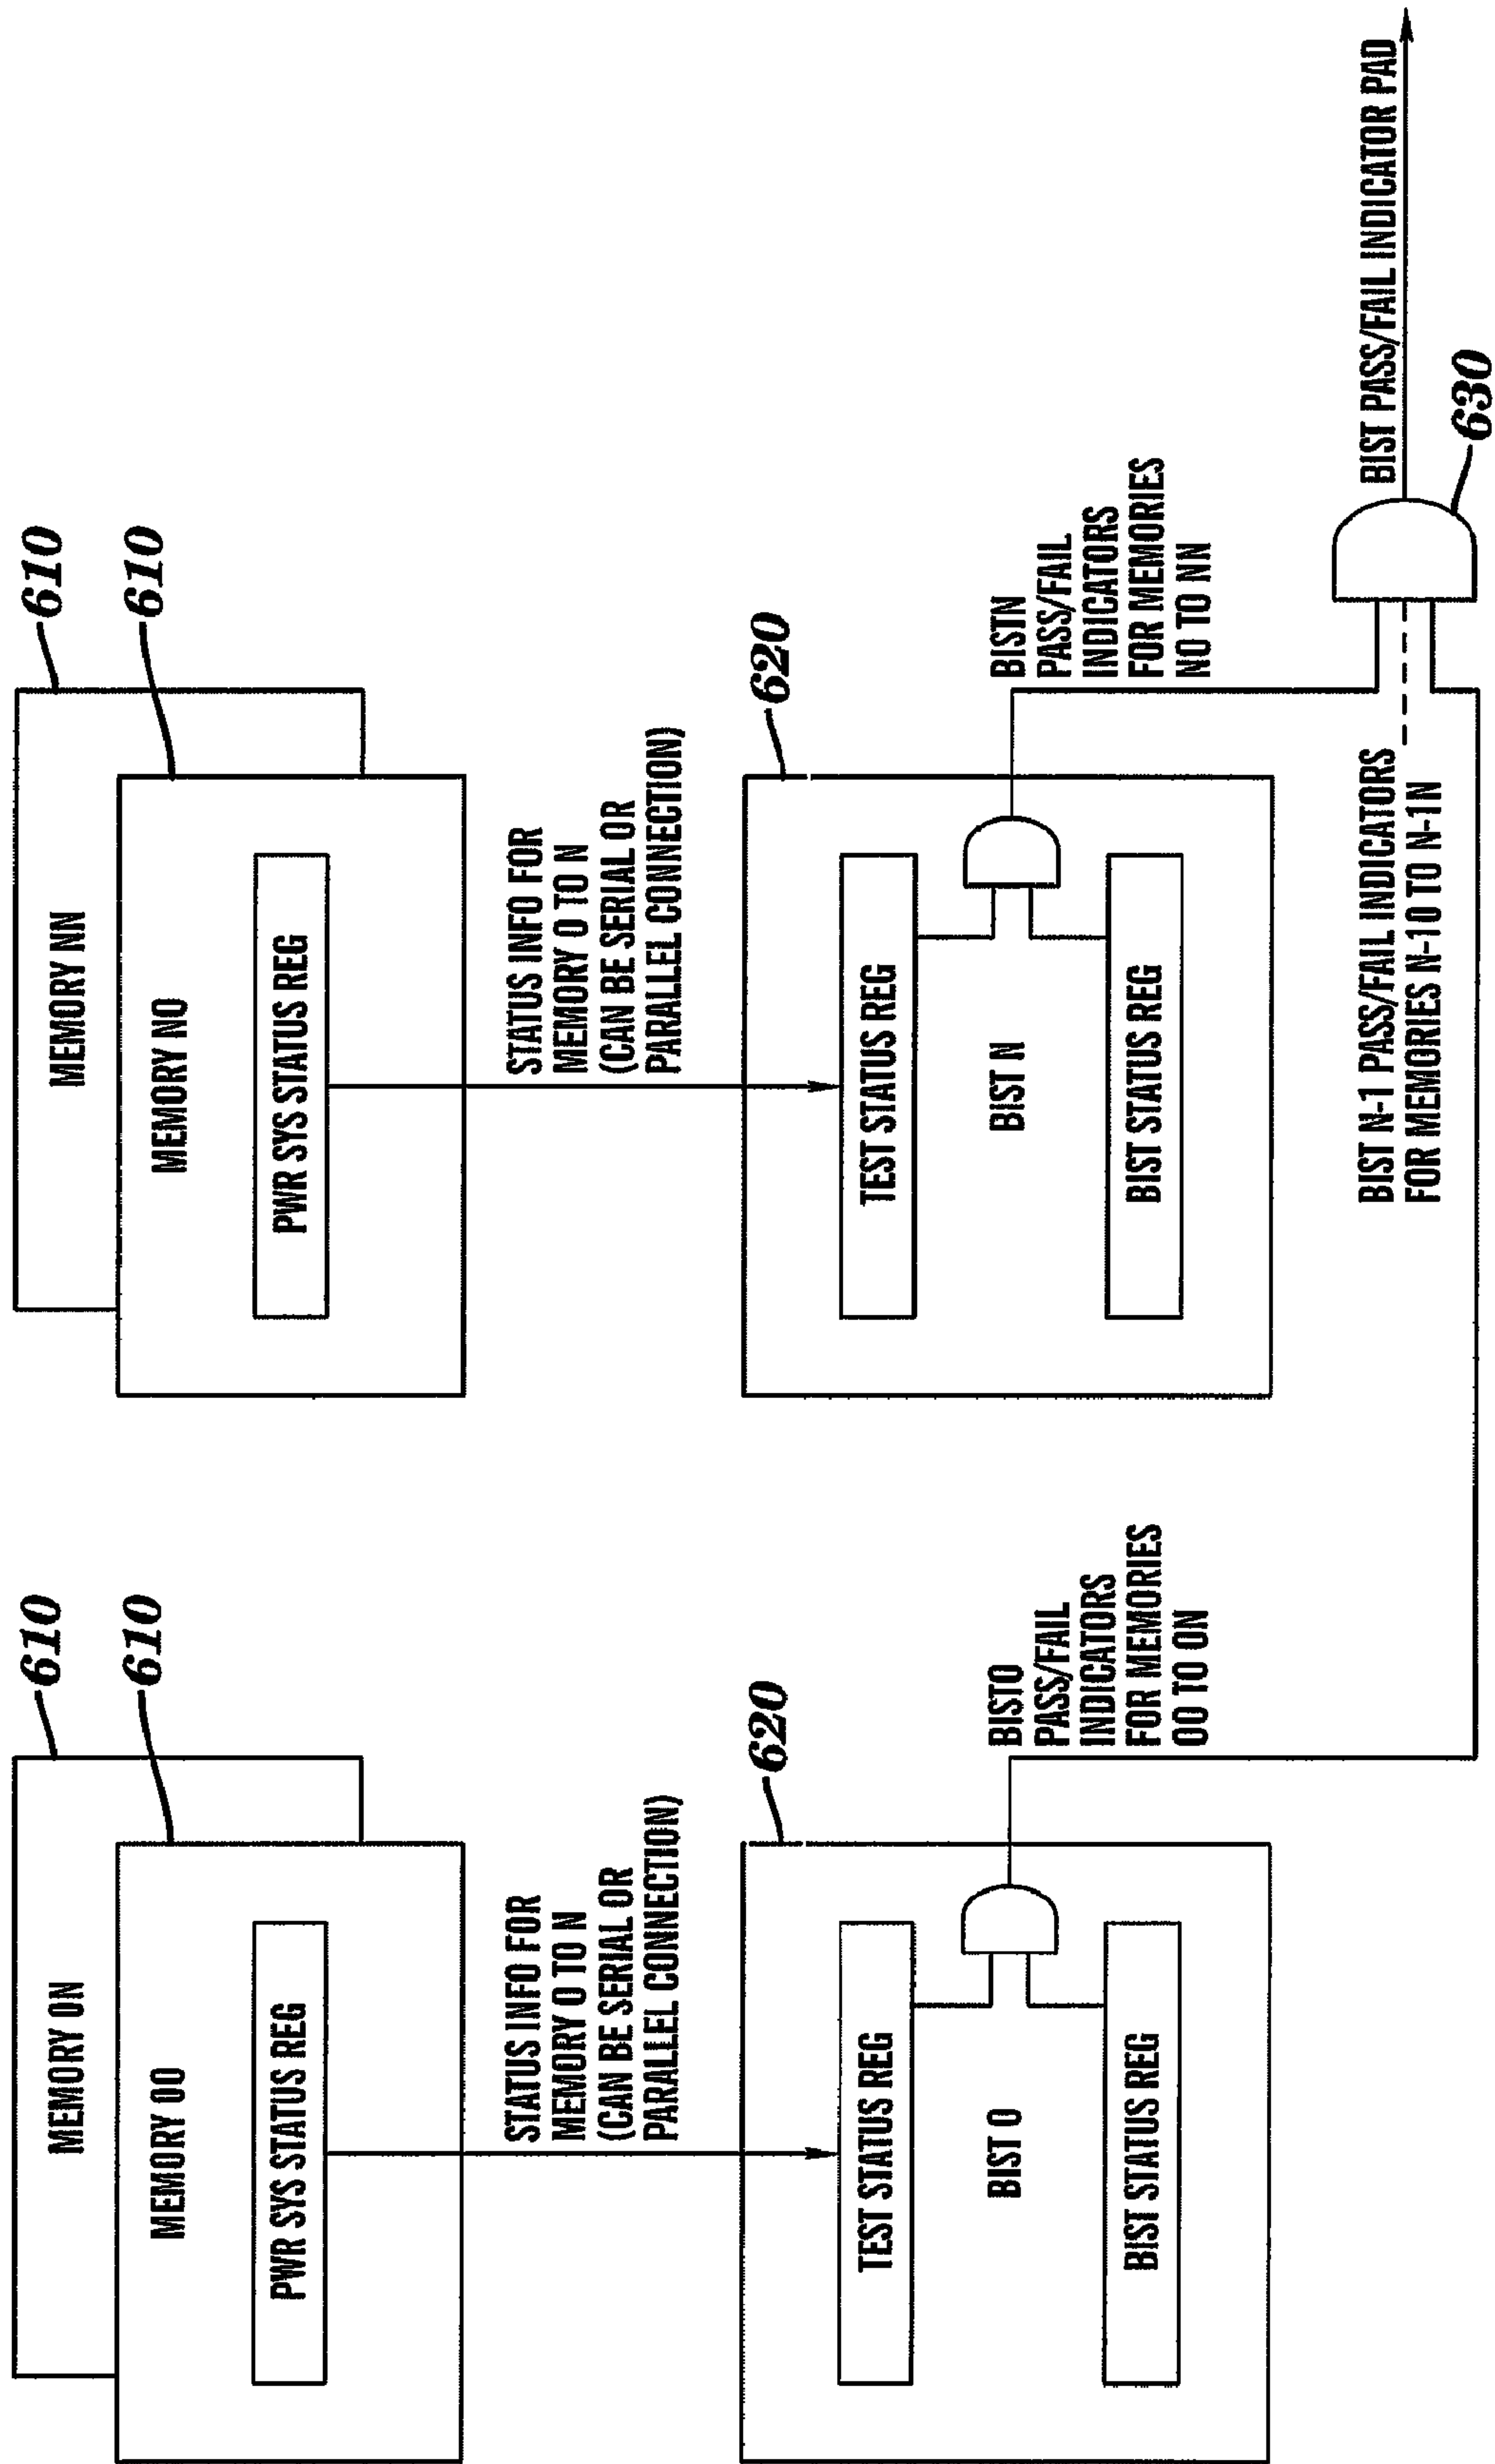 610
MEMORY 0N
610
MEMORY 00
PWR SYS STATUS REG
STATUS INFO FOR
MEMORY 0 TO N
(CAN BE SERIAL OR
PARALLEL CONNECTION)
620
TEST STATUS REG
BIST 0
BIST STATUS REG
BIST0
PASS/FAIL
INDICATORS
FOR MEMORIES
00 TO 0N
610
MEMORY NN
610
MEMORY N0
PWR SYS STATUS REG
STATUS INFO FOR
MEMORY 0 TO N
(CAN BE SERIAL OR
PARALLEL CONNECTION)
620
TEST STATUS REG
BIST N
BIST STATUS REG
BISTN
PASS/FAIL
INDICATORS
FOR MEMORIES
N0 TO NN
BIST N-1 PASS/FAIL INDICATORS
FOR MEMORIES N-10 TO N-1N
BIST PASS/FAIL INDICATOR PAD
630